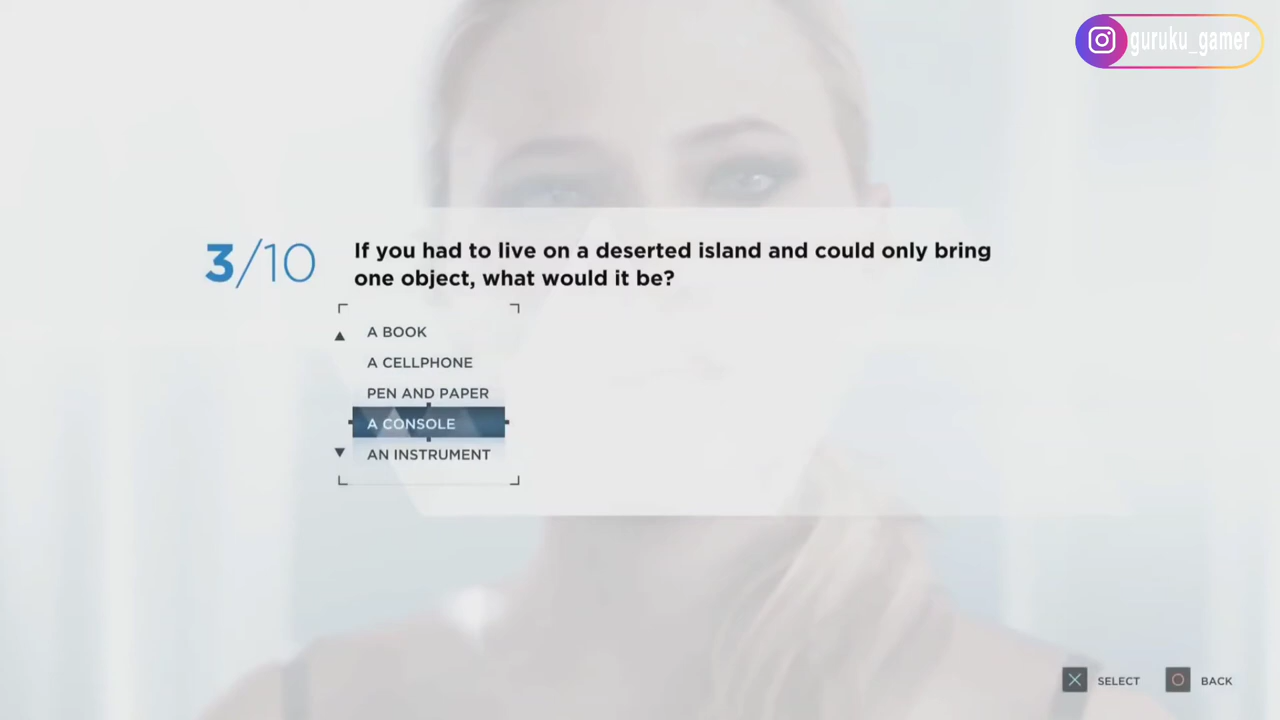 guruku_gamer
3/10
If you had to live on a deserted island and could only bring
one object, what would it be?
A BOOK
A CELLPHONE
PEN AND PAPER
A CONSOLE
AN INSTRUMENT
SELECT
BACK